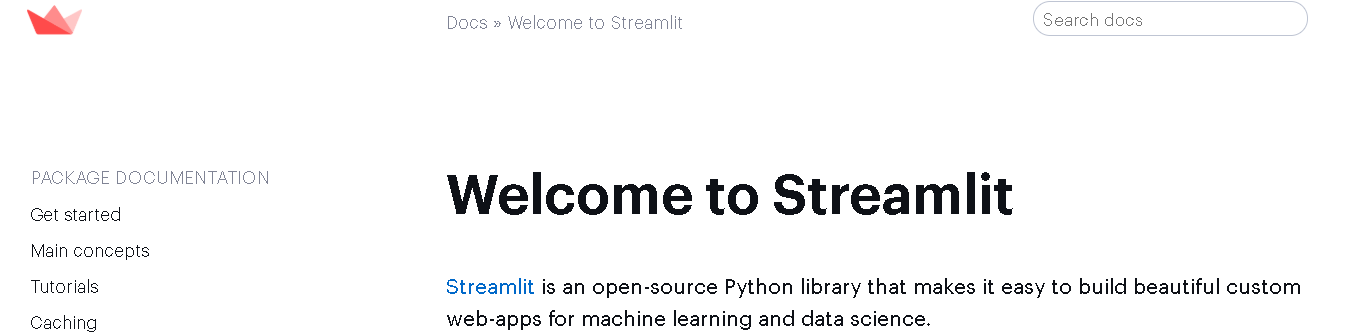 Docs » Welcome to Streamlit
Search docs
PACKAGE DOCUMENTATION
Get started
Main concepts
Tutorials
Caching
Welcome to Streamlit
Streamlit is an open-source Python library that makes it easy to build beautiful custom
web-apps for machine learning and data science.